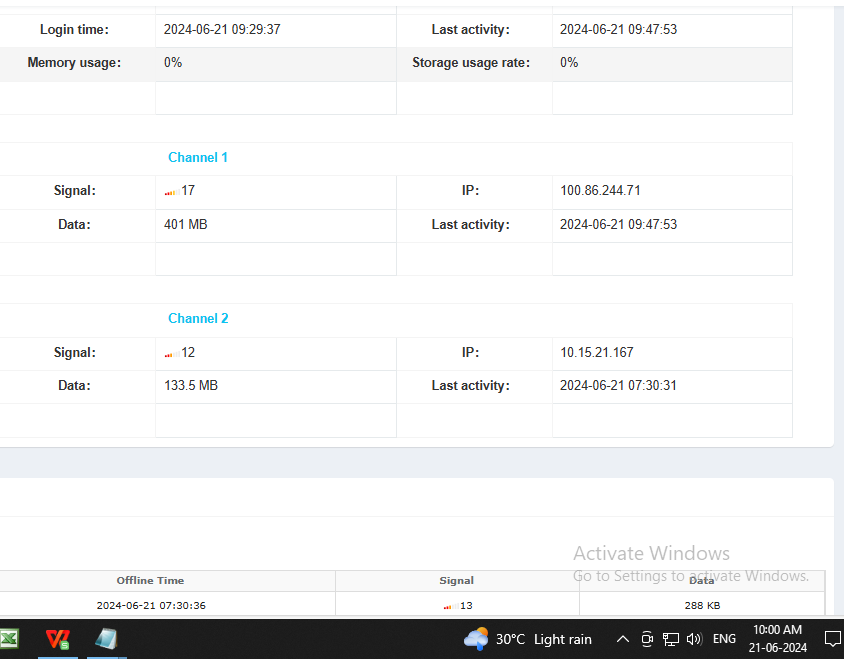 Login time: 2024-06-21 09:29:37 Last activity: 2024-06-21 09:47:53
Memory usage: 0% Storage usage rate: 0%
Channel 1
Signal: 17 IP: 100.86.244.71
Data: 401 MB Last activity: 2024-06-21 09:47:53
Channel 2
Signal: 12 IP: 10.15.21.167
Data: 133.5 MB Last activity: 2024-06-21 07:30:31
Activate Windows
Go to Settings to activate Windows.
Offline Time Signal Data
2024-06-21 07:30:36 13 288 KB
30°C Light rain ENG 10:00 AM
21-06-2024